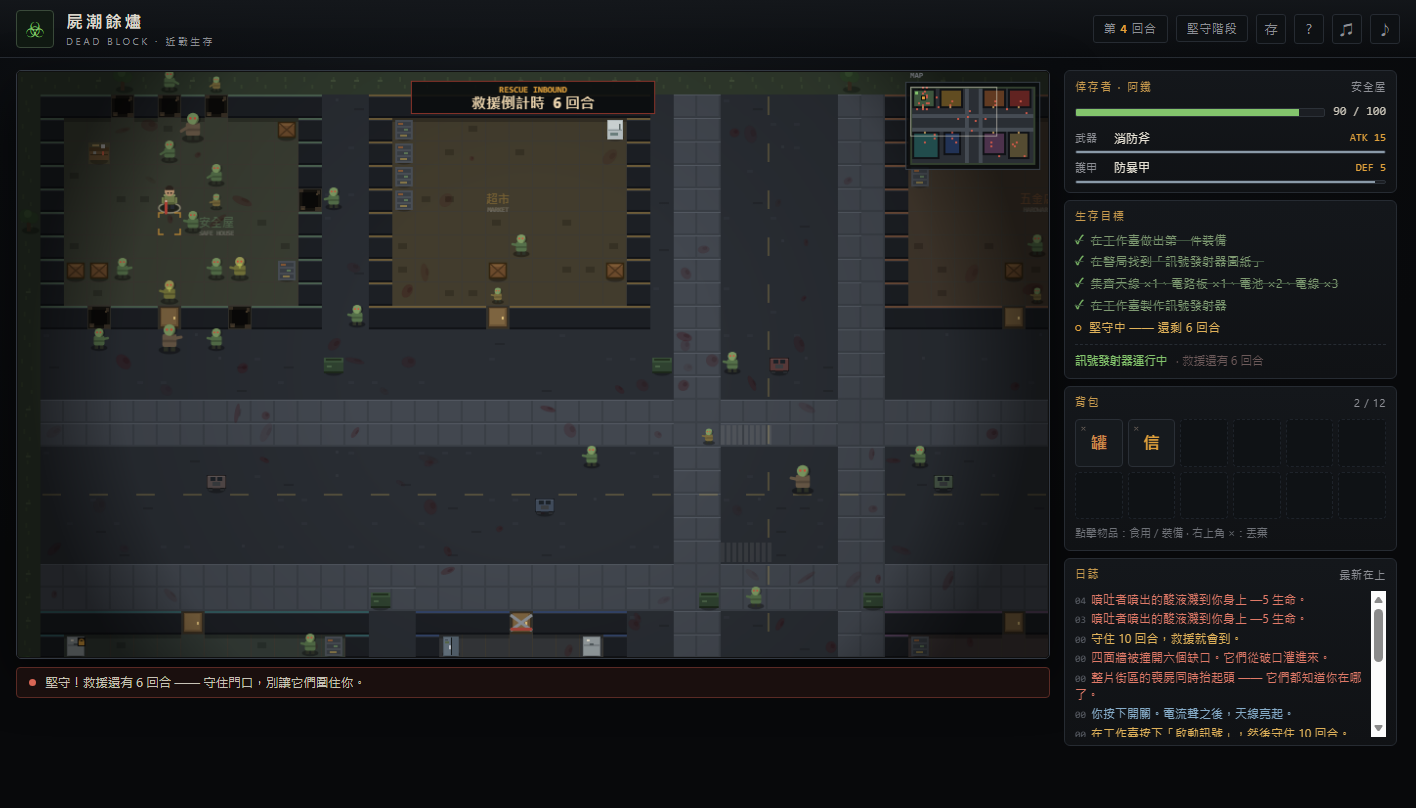 屍潮餘燼
DEAD BLOCK · 近戰生存
第 4 回合
堅守階段
存
?
RESCUE INBOUND
救援倒計時 6 回合
MAP
安全屋
SAFE HOUSE
超市
MARKET
倖存者 · 阿鐵
安全屋
90 / 100
武器 消防斧 ATK 15
護甲 防暴甲 DEF 5
生存目標
✓ 在工作臺做出第一件裝備
✓ 在警局找到「訊號發射器圖紙」
✓ 集齊天線 ×1、電路板 ×1、電池 ×2、電線 ×3
✓ 在工作臺製作訊號發射器
○ 堅守中 —— 還剩 6 回合
訊號發射器運行中 · 救援還有 6 回合
背包
2 / 12
× 罐
× 信
點擊物品：食用 / 裝備 · 右上角 ×：丟棄
日誌
最新在上
04 噴吐者噴出的酸液濺到你身上 —5 生命。
03 噴吐者噴出的酸液濺到你身上 —5 生命。
00 守住 10 回合，救援就會到。
00 四面牆被撞開六個缺口。它們從破口灌進來。
00 整片街區的喪屍同時抬起頭 —— 它們都知道你在哪
了。
00 你按下開關。電流聲之後，天線亮起。
00 在工作臺按下「啟動訊號」，然後守住 10 回合。
堅守！救援還有 6 回合 —— 守住門口，別讓它們圍住你。